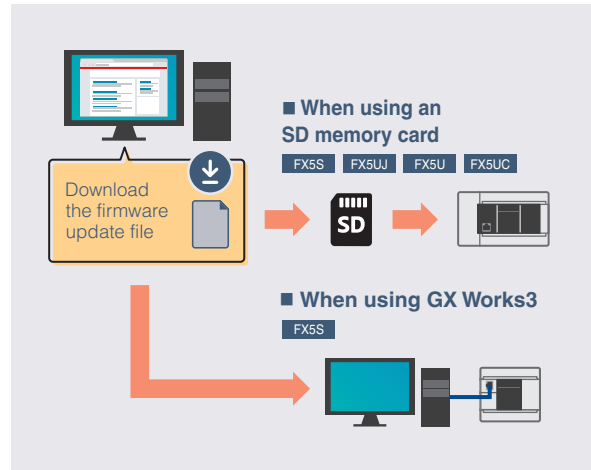 ■ When using an
SD memory card
FX5S FX5UJ FX5U FX5UC
Download
the firmware
update file
SD
■ When using GX Works3
FX5S